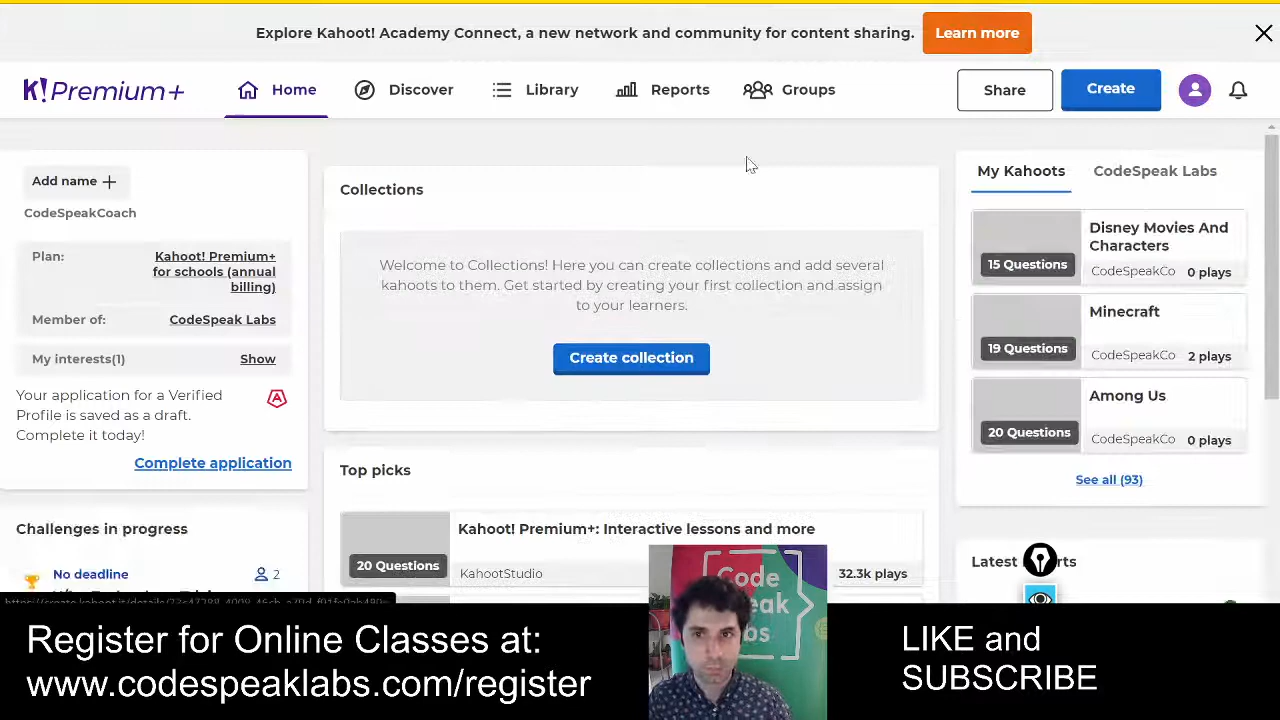 Explore Kahoot! Academy Connect, a new network and community for content sharing.
Learn more
K! Premium+
Home
Discover
Library
Reports
Groups
Share
Create
Add name
CodeSpeakCoach
Plan:
Kahoot! Premium+
for schools (annual
billing)
Member of:
CodeSpeak Labs
My interests(1)
Show
Your application for a Verified
Profile is saved as a draft.
Complete it today!
Complete application
Challenges in progress
No deadline
2
Collections
Welcome to Collections! Here you can create collections and add several
kahoots to them. Get started by creating your first collection and assign
to your learners.
Create collection
Top picks
Kahoot! Premium+: Interactive lessons and more
20 Questions
KahootStudio
32.3k plays
My Kahoots
CodeSpeak Labs
Disney Movies And
Characters
15 Questions
CodeSpeakCo
0 plays
Minecraft
19 Questions
CodeSpeakCo
2 plays
Among Us
20 Questions
CodeSpeakCo
0 plays
See all (93)
Latest
Code
eak
bs
Register for Online Classes at:
www.codespeaklabs.com/register
LIKE and
SUBSCRIBE